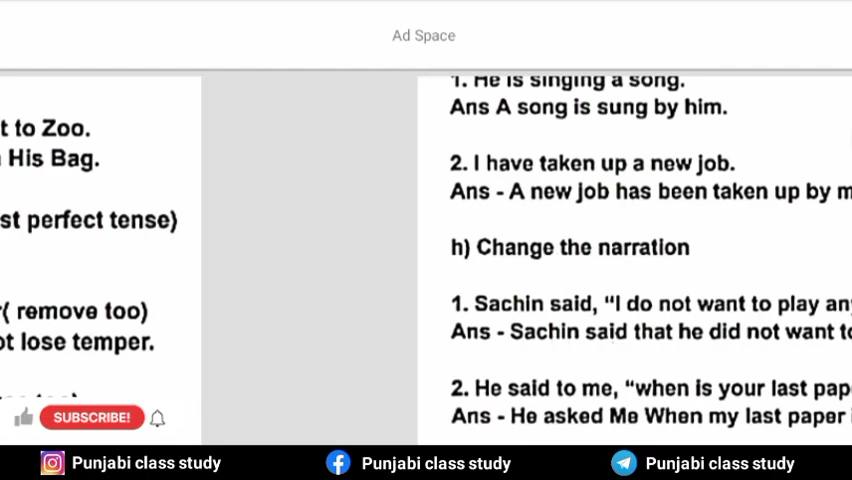 Ad Space
t to Zoo.
His Bag.
st perfect tense)
( remove too)
ot lose temper.
SUBSCRIBE!
1. He is singing a song.
Ans A song is sung by him.
2. I have taken up a new job.
Ans - A new job has been taken up by m
h) Change the narration
1. Sachin said, “I do not want to play any
Ans - Sachin said that he did not want to
2. He said to me, “when is your last pap
Ans - He asked Me When my last paper
Punjabi class study
Punjabi class study
Punjabi class study